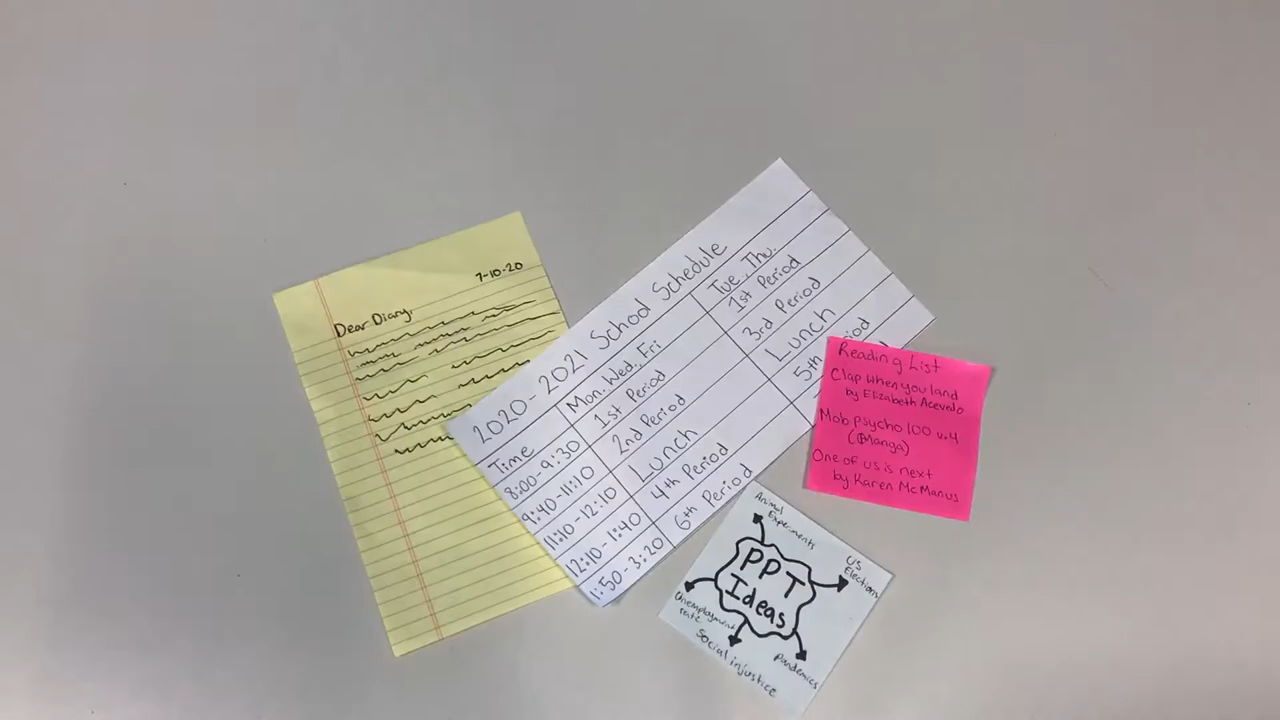 7-10-20
Dear Diary,
2020-2021 School Schedule
Time Mon, Wed, Fri Tue, Thu.
8:00-9:30 1st Period 1st Period
9:40-11:10 2nd Period 3rd Period
11:10-12:10 Lunch Lunch
12:10-1:40 4th Period 5th
1:50-3:20 6th Period
Reading List
Clap when you land
by Elizabeth Acevedo
Mob psycho 100 v.4
(Manga)
One of us is next
by Karen McManus
Animal
Experiments
US
Elections
PPT
Ideas
Unemployment
rate
Social injustice
Pandemics